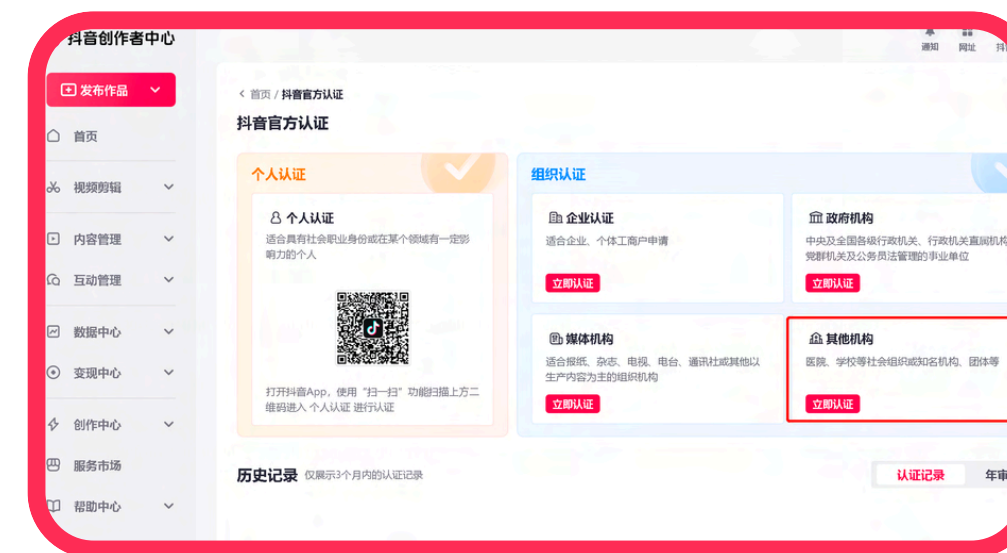 抖音创作者中心
通知 网址
发布作品
首页 / 抖音官方认证
抖音官方认证
首页
视频剪辑
内容管理
互动管理
数据中心
变现中心
创作中心
服务市场
帮助中心
个人认证
个人认证
适合具有社会职业身份或在某个领域有一定影
响力的个人
打开抖音App，使用“扫一扫”功能扫描上方二
维码进入 个人认证 进行认证
组织认证
企业认证
适合企业、个体工商户申请
立即认证
政府机构
中央及全国各级行政机关、行政机关直属机构
党群机关及公务员法管理的事业单位
立即认证
媒体机构
适合报纸、杂志、电视、电台、通讯社或其他以
生产内容为主的组织机构
立即认证
其他机构
医院、学校等社会组织或知名机构、团体等
立即认证
历史记录 仅展示3个月内的认证记录
认证记录 年审